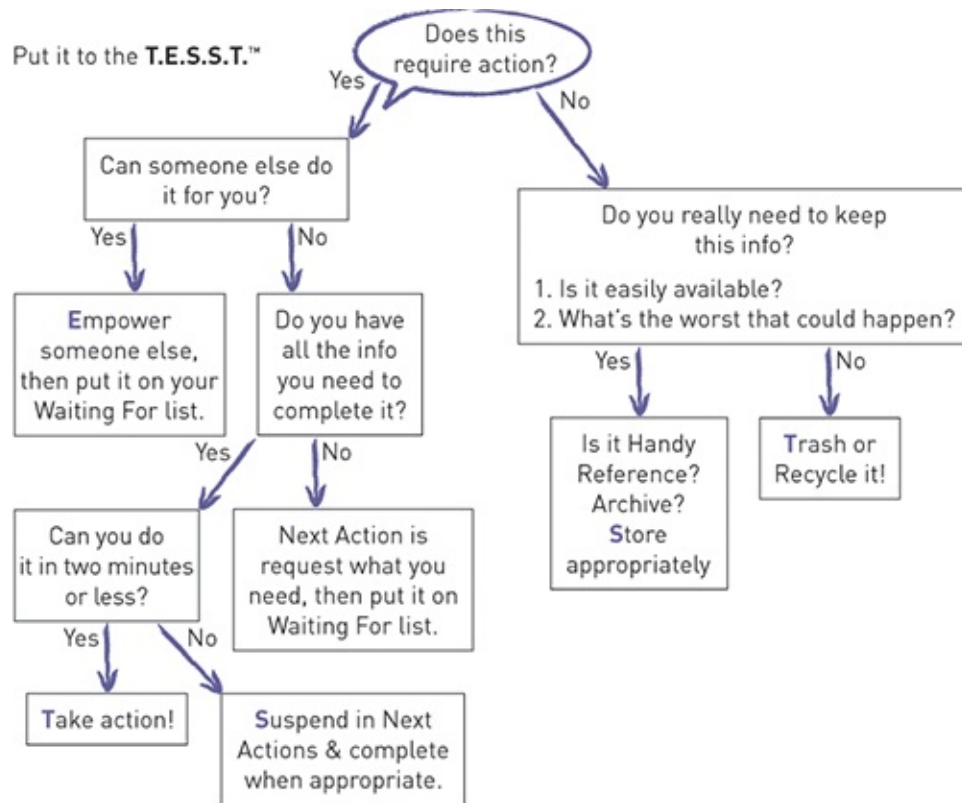 Put it to the T.E.S.S.T.™
Does this
require action?
Yes
No
Can someone else do
it for you?
Yes
No
Empower
someone else,
then put it on your
Waiting For list.
Do you have
all the info
you need to
complete it?
Yes
No
Can you do
it in two minutes
or less?
Next Action is
request what you
need, then put it on
Waiting For list.
Yes
No
Take action!
Suspend in Next
Actions & complete
when appropriate.
Do you really need to keep
this info?
1. Is it easily available?
2. What's the worst that could happen?
Yes
No
Is it Handy
Reference?
Archive?
Store
appropriately
Trash or
Recycle it!